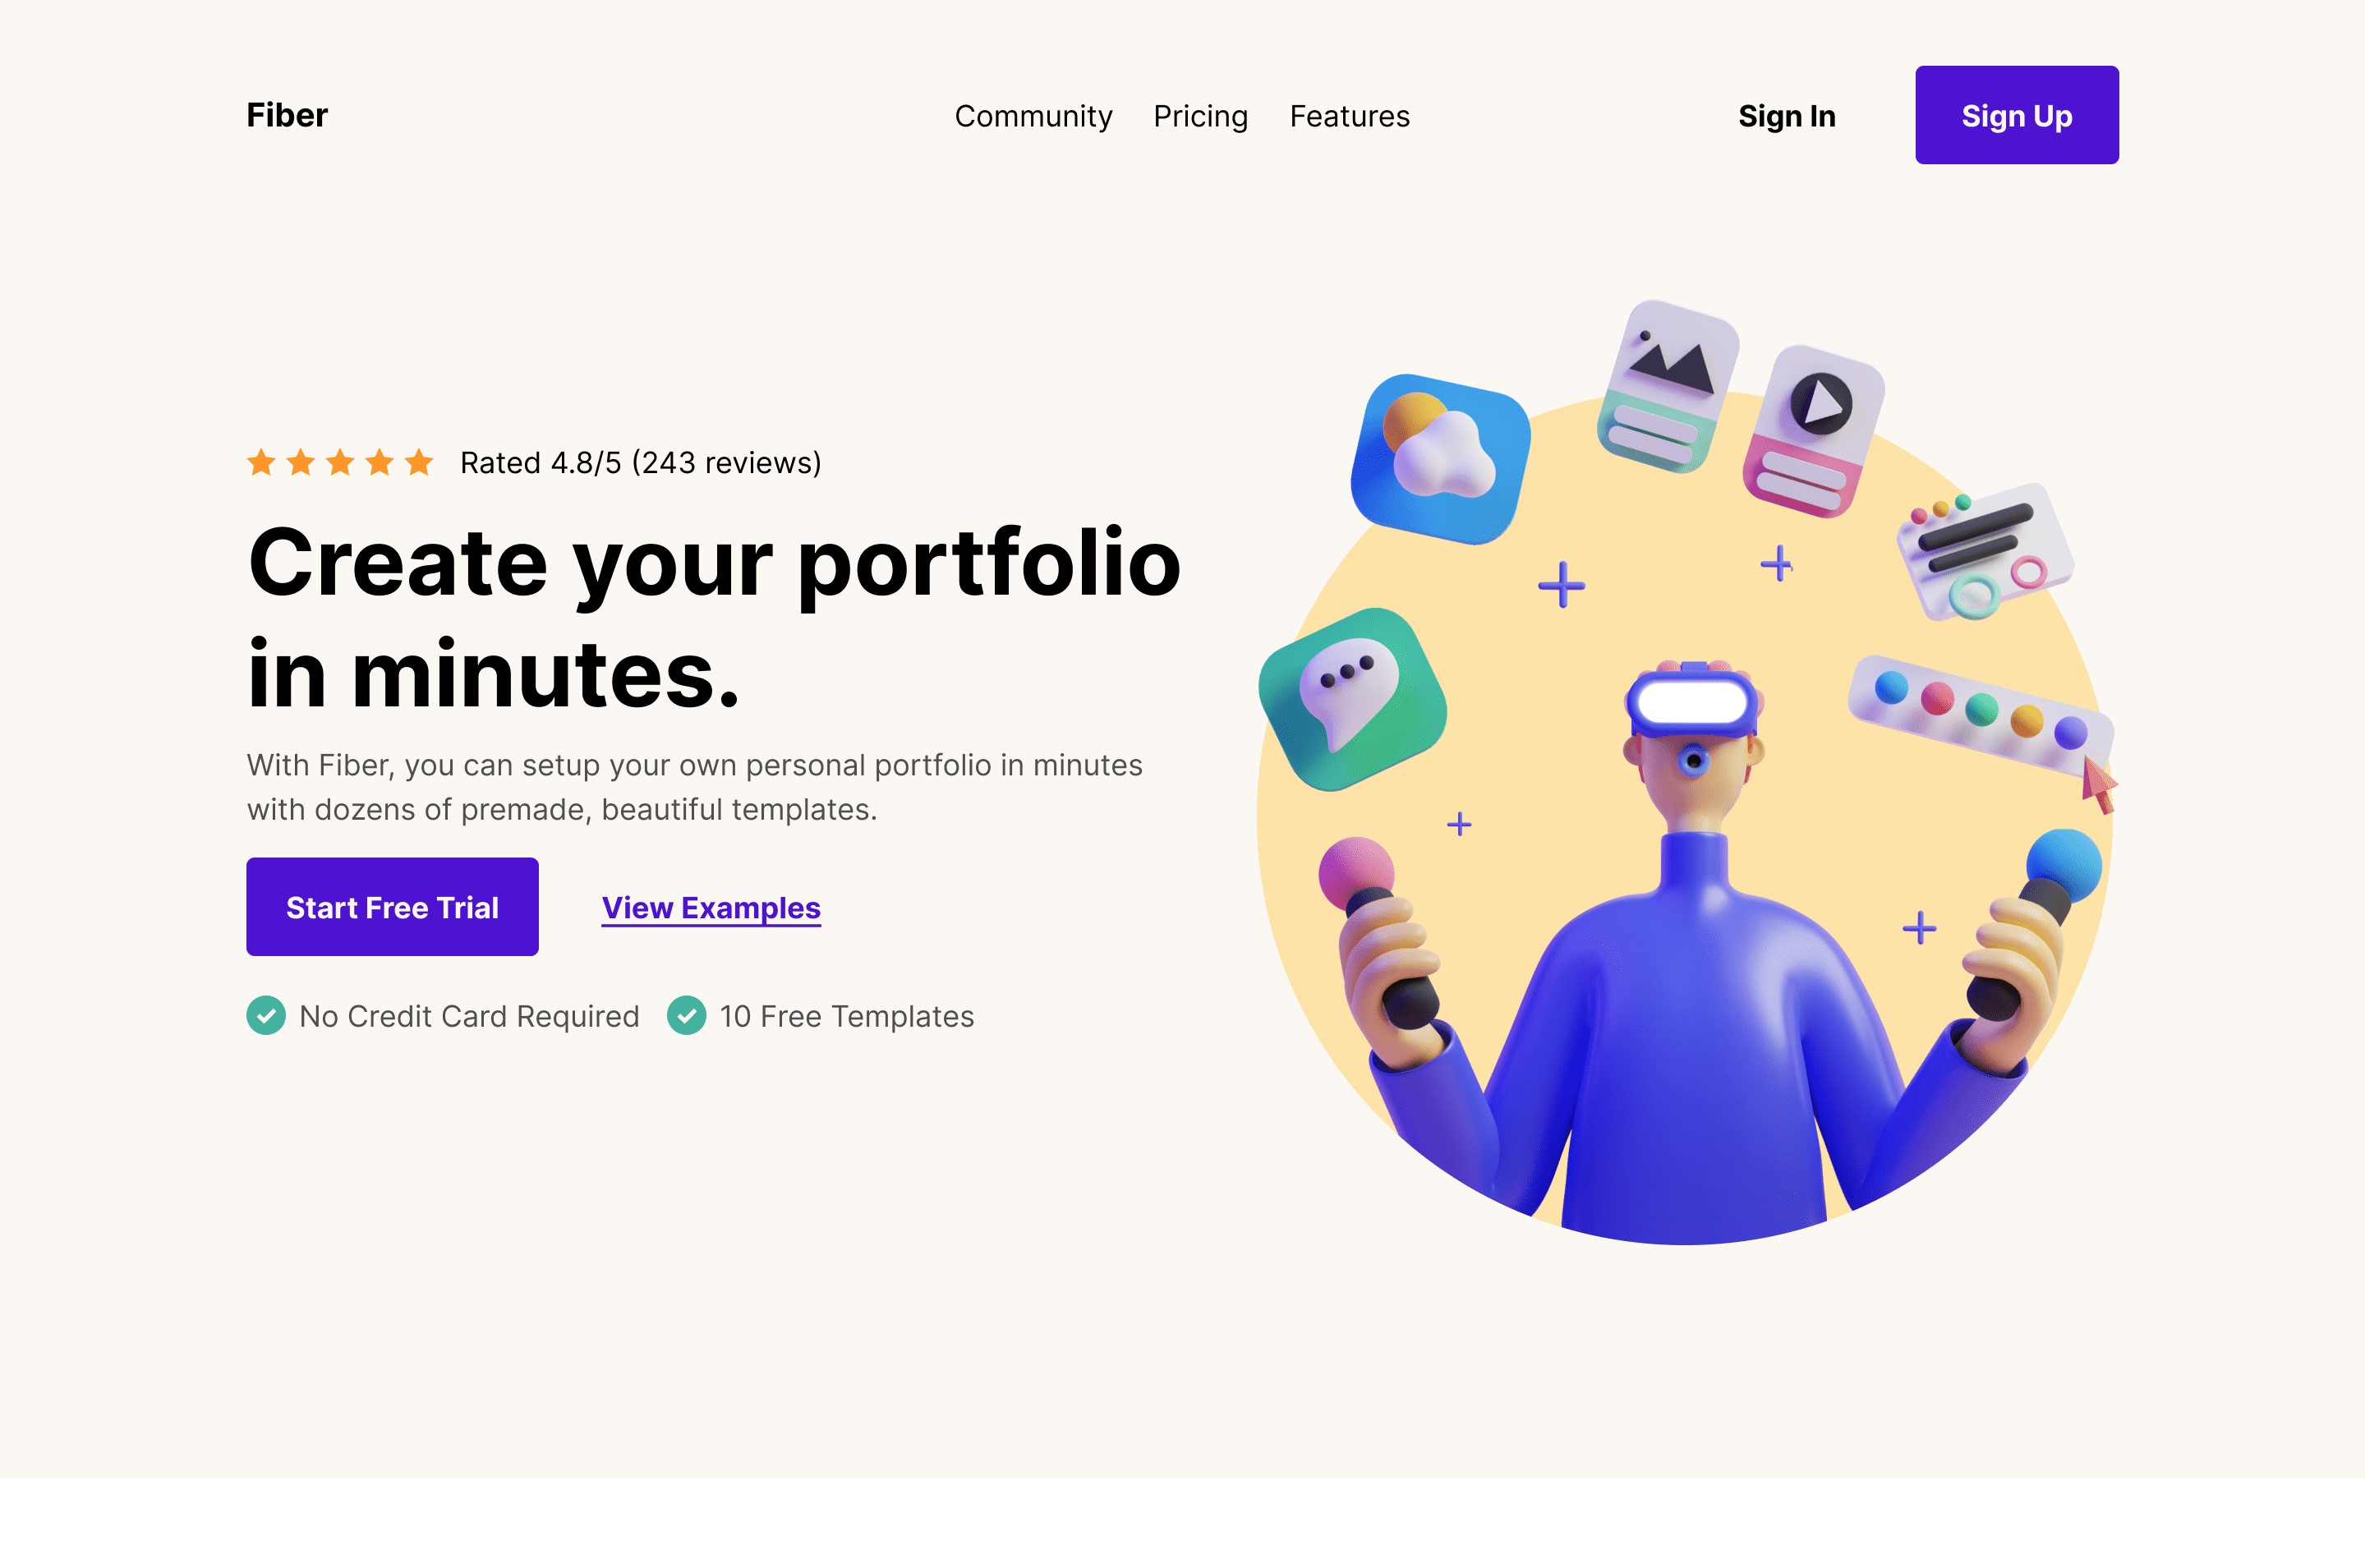 Fiber
Community Pricing Features
Sign In
Sign Up
Rated 4.8/5 (243 reviews)
Create your portfolio
in minutes.
With Fiber, you can setup your own personal portfolio in minutes
with dozens of premade, beautiful templates.
Start Free Trial
View Examples
No Credit Card Required
10 Free Templates